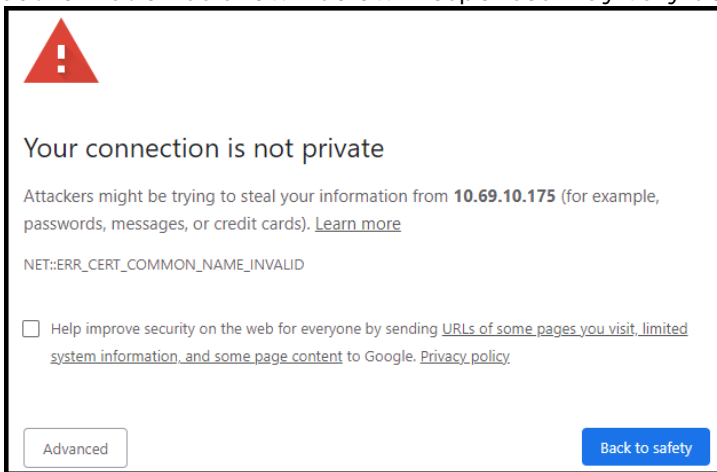 Your connection is not private
Attackers might be trying to steal your information from 10.69.10.175 (for example,
passwords, messages, or credit cards). Learn more
NET::ERR_CERT_COMMON_NAME_INVALID
Help improve security on the web for everyone by sending URLs of some pages you visit, limited
system information, and some page content to Google. Privacy policy
Advanced
Back to safety